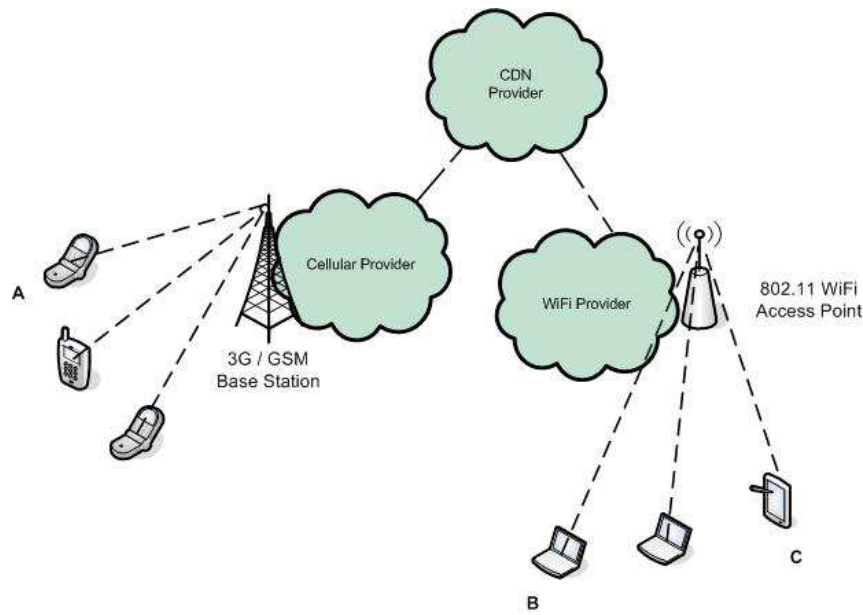 CDN
Provider
Cellular Provider
A
3G / GSM
Base Station
WiFi Provider
802.11 WiFi
Access Point
B
C